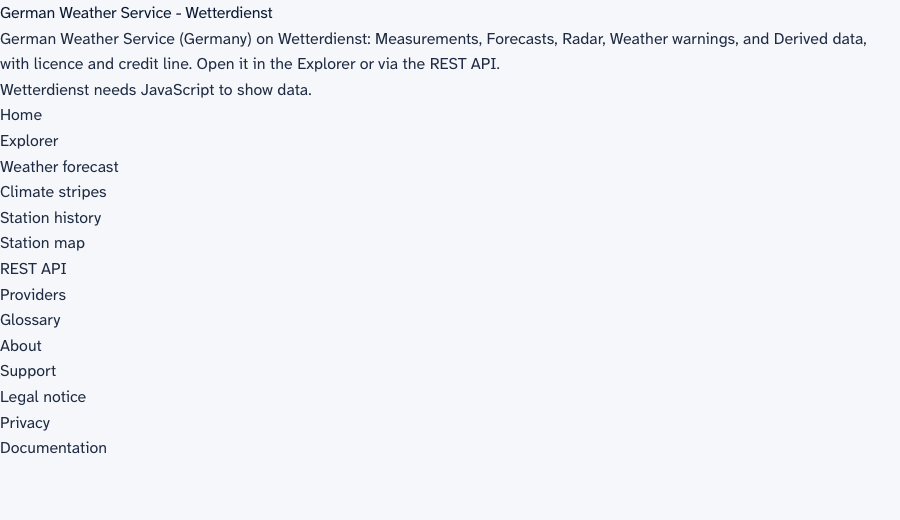 German Weather Service - Wetterdienst
German Weather Service (Germany) on Wetterdienst: Measurements, Forecasts, Radar, Weather warnings, and Derived data,
with licence and credit line. Open it in the Explorer or via the REST API.
Wetterdienst needs JavaScript to show data.
Home
Explorer
Weather forecast
Climate stripes
Station history
Station map
REST API
Providers
Glossary
About
Support
Legal notice
Privacy
Documentation